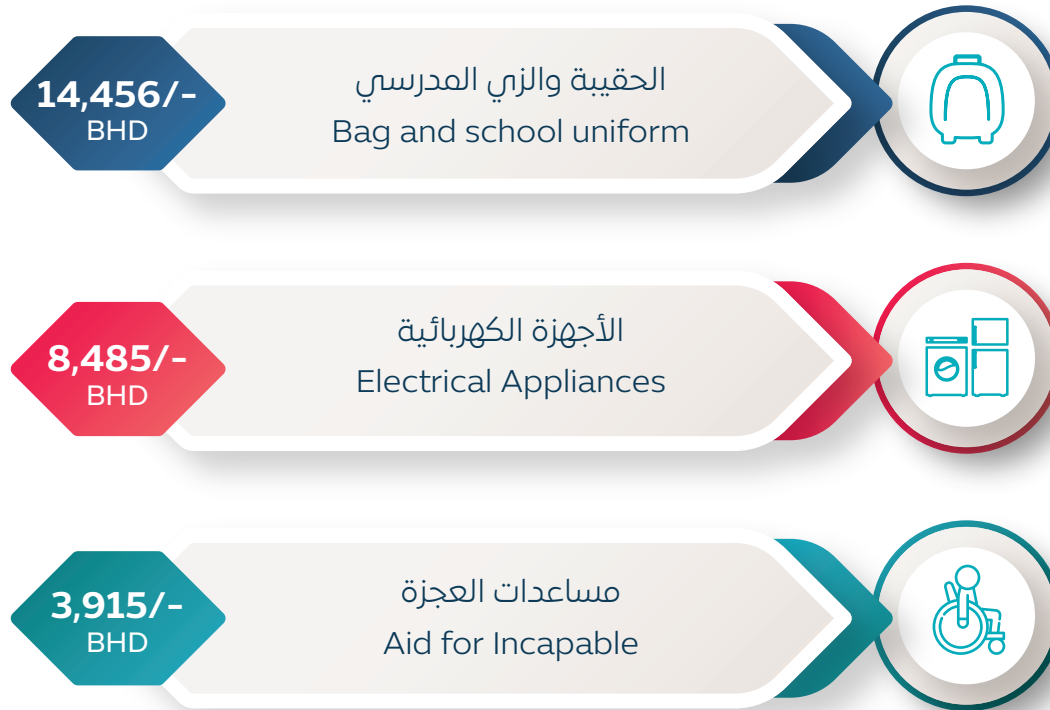 14,456/-
BHD
الحقيبة والزي المدرسي
Bag and school uniform
8,485/-
BHD
الأجهزة الكهربائية
Electrical Appliances
3,915/-
BHD
مساعدات العجزة
Aid for Incapable